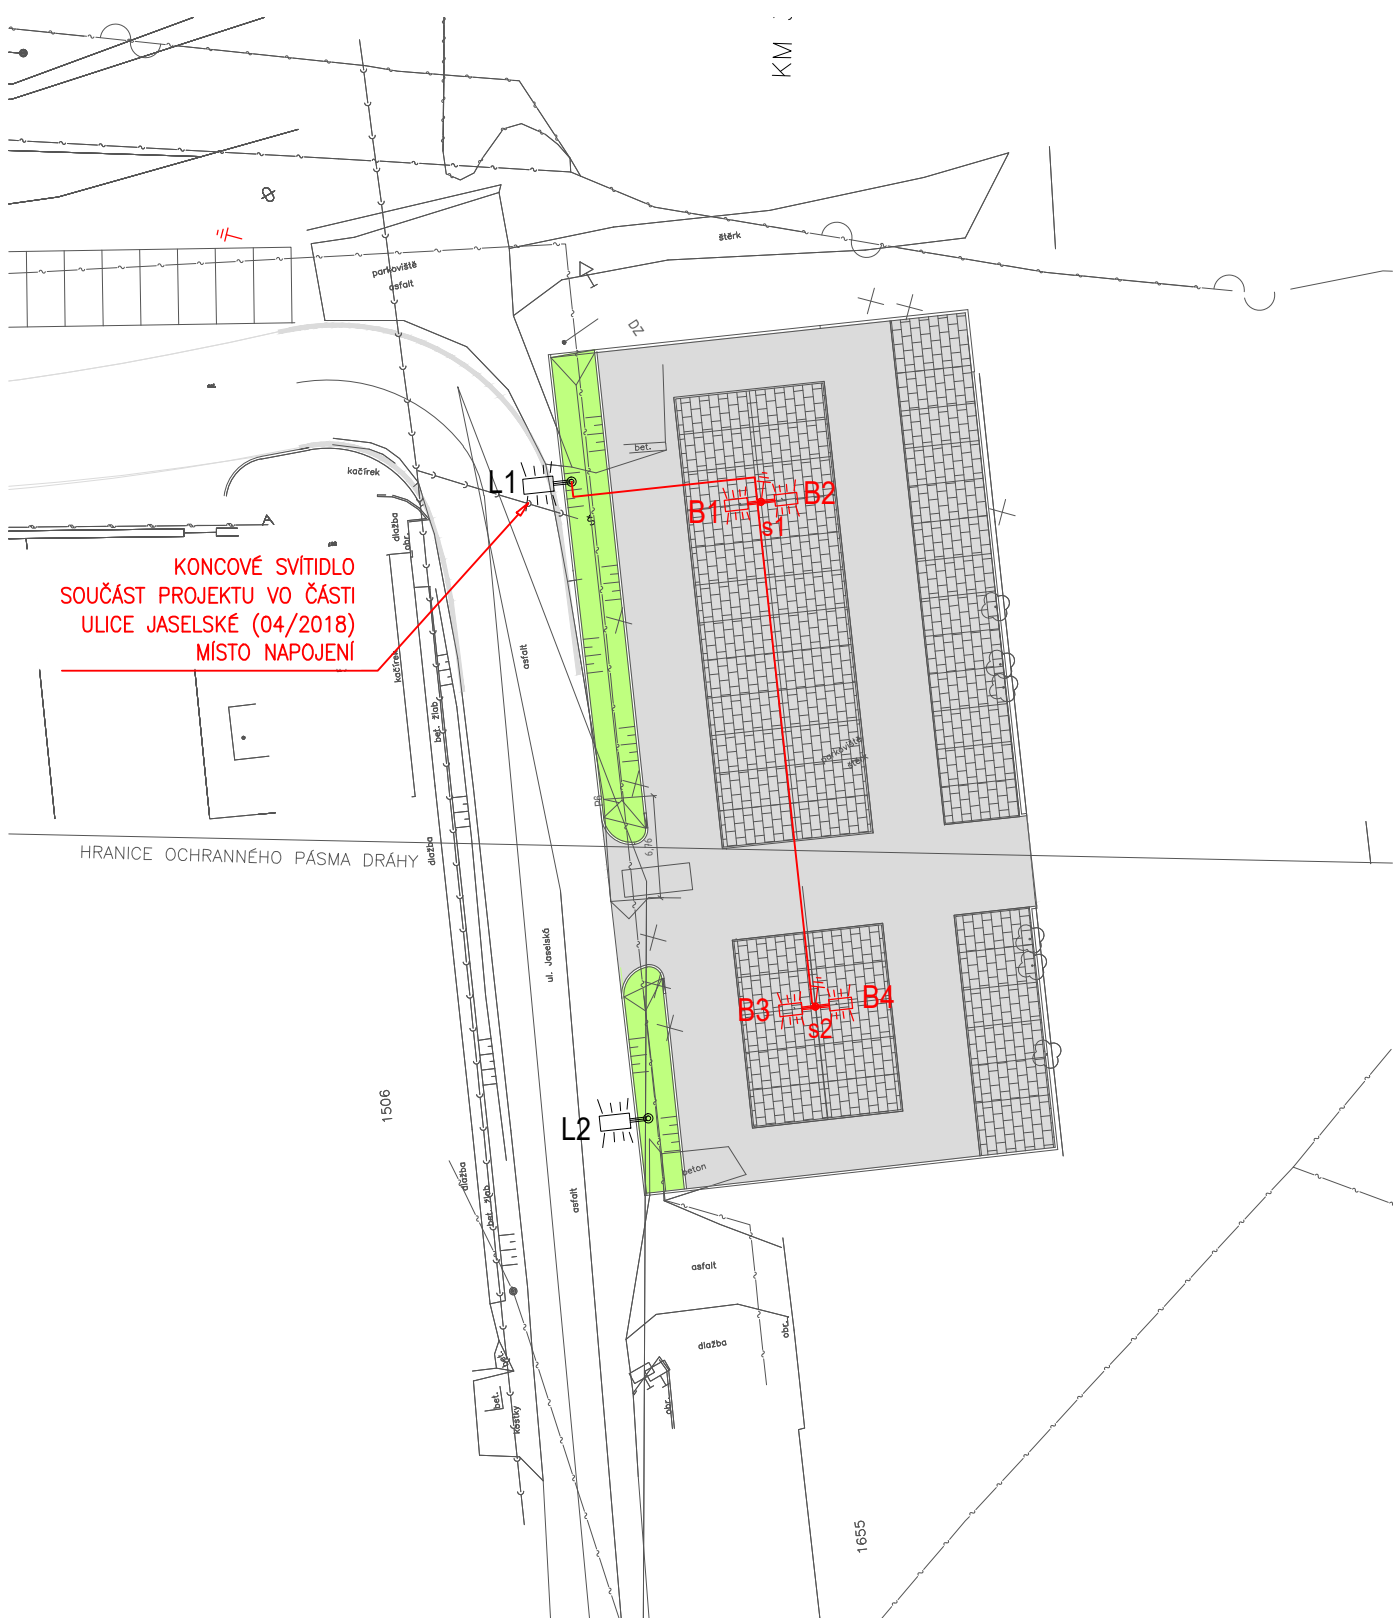 KM
štěrk
parkoviště
asfalt
DZ
bet.
kačírek
L1
B1
B2
s1
dlažba
obr.
KONCOVÉ SVÍTIDLO
SOUČÁST PROJEKTU VO ČÁSTI
ULICE JASELSKÉ (04/2018)
MÍSTO NAPOJENÍ
asfalt
kačírek
bet. žlab
parkoviště
štěrk
6,76
HRANICE OCHRANNÉHO PÁSMA DRÁHY
dlažba
ul. Jaselská
B3
B4
s2
1506
L2
dlažba
beton
bet. žlab
asfalt
asfalt
obr.
dlažba
bet.
obr.
kostky
1655